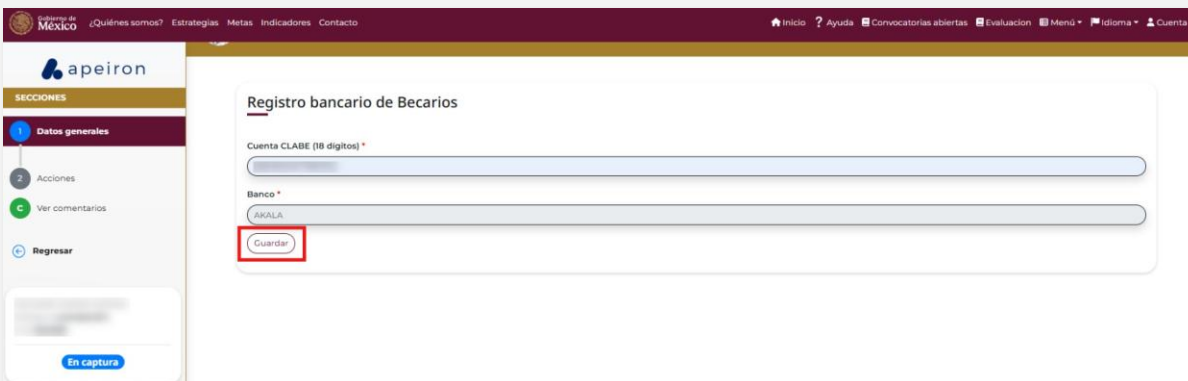 Gobierno de
México
¿Quiénes somos? Estrategias Metas Indicadores Contacto
Inicio ? Ayuda Convocatorias abiertas Evaluacion Menú Idioma Cuenta
apeiron
SECCIONES
1 Datos generales
2 Acciones
C Ver comentarios
Regresar
En captura
Registro bancario de Becarios
Cuenta CLABE (18 digitos) *
Banco *
AKALA
Guardar